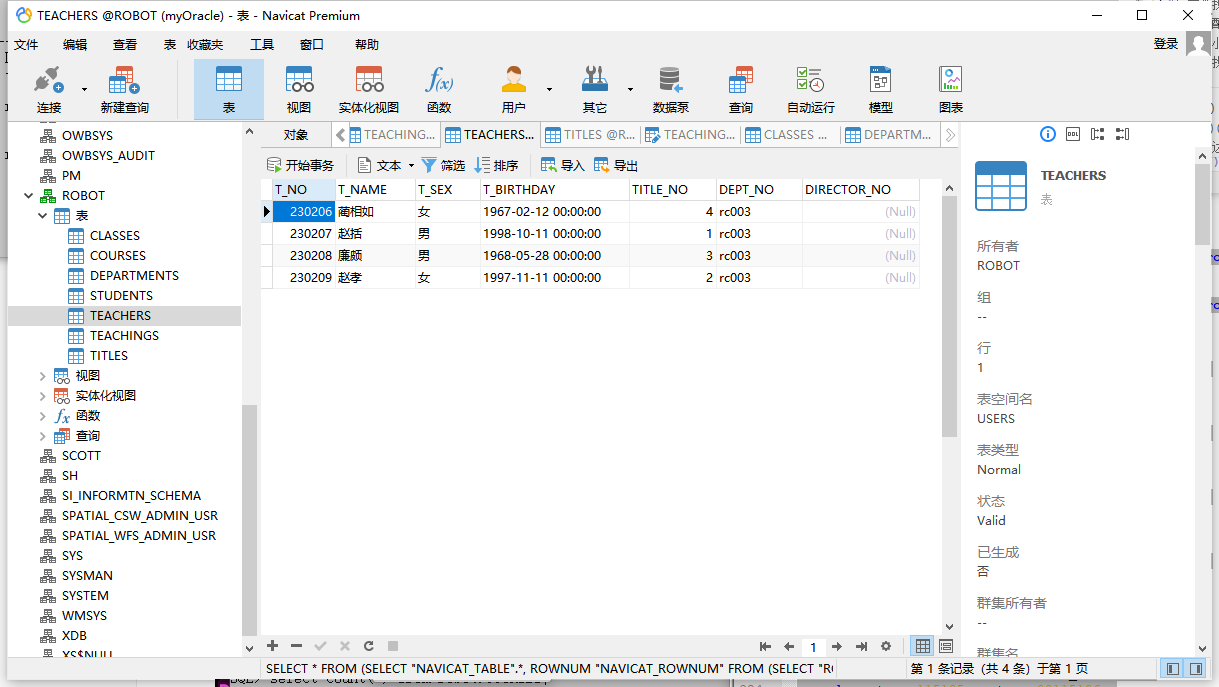 TEACHERS @ROBOT (myOracle) - 表 - Navicat Premium
文件 编辑 查看 表 收藏夹 工具 窗口 帮助 登录
连接 新建查询 表 视图 实体化视图 函数 用户 其它 数据泵 查询 自动运行 模型 图表
OWBSYS
OWBSYS_AUDIT
PM
ROBOT
表
CLASSES
COURSES
DEPARTMENTS
STUDENTS
TEACHERS
TEACHINGS
TITLES
视图
实体化视图
函数
查询
SCOTT
SH
SI_INFORMTN_SCHEMA
SPATIAL_CSW_ADMIN_USR
SPATIAL_WFS_ADMIN_USR
SYS
SYSMAN
SYSTEM
WMSYS
XDB
XS$NULL
对象 TEACHING... TEACHERS... TITLES @R... TEACHING... CLASSES ... DEPARTM...
开始事务 文本 筛选 排序 导入 导出
T_NO T_NAME T_SEX T_BIRTHDAY TITLE_NO DEPT_NO DIRECTOR_NO
230206 蔺相如 女 1967-02-12 00:00:00 4 rc003 (Null)
230207 赵括 男 1998-10-11 00:00:00 1 rc003 (Null)
230208 廉颇 男 1968-05-28 00:00:00 3 rc003 (Null)
230209 赵孝 女 1997-11-11 00:00:00 2 rc003 (Null)
1
SELECT * FROM (SELECT "NAVICAT_TABLE".*, ROWNUM "NAVICAT_ROWNUM" FROM (SELECT "R
第 1 条记录 (共 4 条) 于第 1 页
DDL
TEACHERS
表
所有者
ROBOT
组
--
行
1
表空间名
USERS
表类型
Normal
状态
Valid
已生成
否
群集所有者
--
群集名